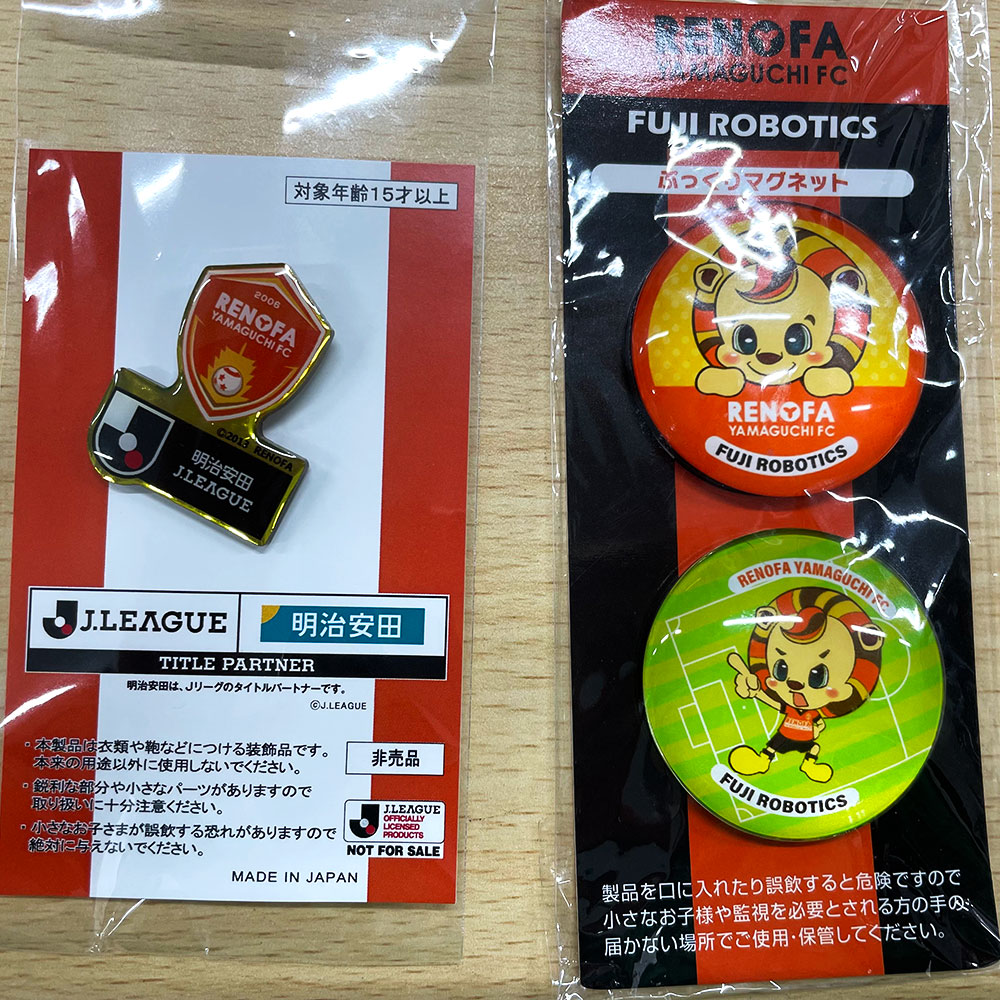 対象年齢15才以上
2006
RENOFA
YAMAGUCHI FC
©2013 RENOFA
明治安田
J.LEAGUE
J.LEAGUE
明治安田
TITLE PARTNER
明治安田は、Jリーグのタイトルパートナーです。
©J.LEAGUE
・本製品は衣類や鞄などにつける装飾品です。
本来の用途以外に使用しないでください。
・鋭利な部分や小さなパーツがありますので
取り扱いに十分注意ください。
・小さなお子さまが誤飲する恐れがありますので
絶対に与えないでください。
非売品
J.LEAGUE
OFFICIALLY
LICENSED
PRODUCTS
NOT FOR SALE
MADE IN JAPAN
RENOFA
YAMAGUCHI FC
FUJI ROBOTICS
ぷっくりマグネット
RENOFA
YAMAGUCHI FC
FUJI ROBOTICS
RENOFA YAMAGUCHI FC
RENOFA
FUJI ROBOTICS
製品を口に入れたり誤飲すると危険ですので
小さなお子様や監視を必要とされる方の手の
届かない場所でご使用・保管してください。